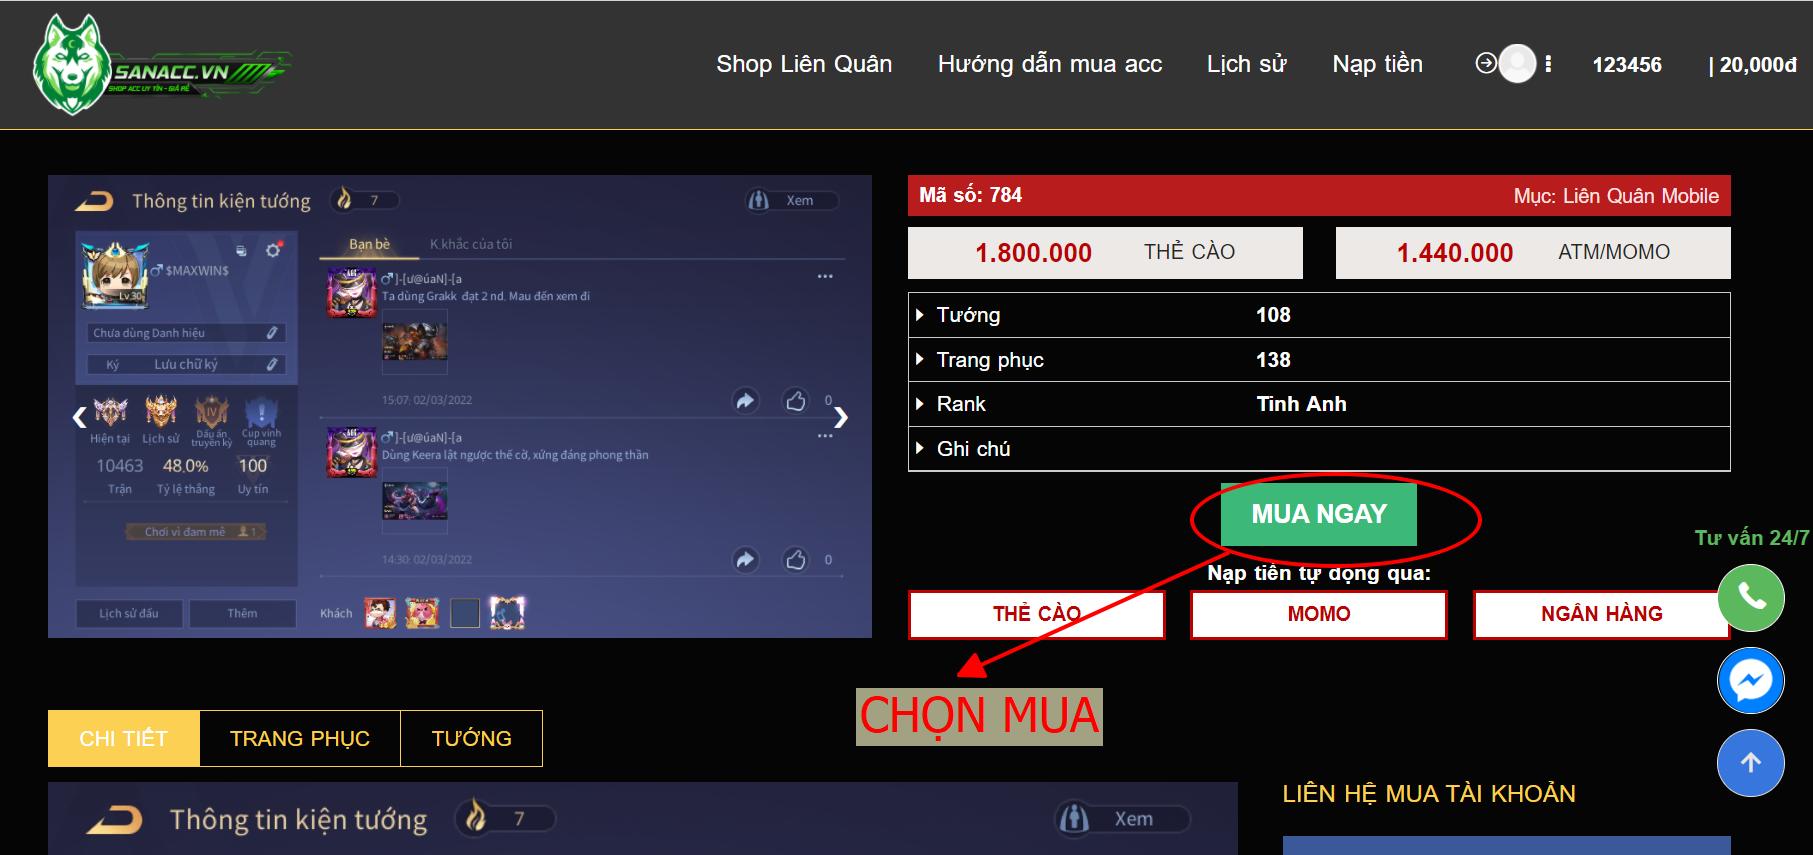 SANACC.VN
SHOP ACC UY TÍN - GIÁ RẺ
Shop Liên Quân
Hướng dẫn mua acc
Lịch sử
Nạp tiền
123456
| 20,000đ
Thông tin kiện tướng
7
Xem
$MAXWIN$
Lv.30
Chưa dùng Danh hiệu
Ký Lưu chữ ký
Hiện tại
Lịch sử
Dấu ấn truyền kỳ
Cup vinh quang
10463
48.0%
100
Trận
Tỷ lệ thắng
Uy tín
Chơi vì đam mê
1
Lịch sử đấu
Thêm
Bạn bè
K.khắc của tôi
]-[ư@úaN]-[a
Ta dùng Grakk đạt 2 nd. Mau đến xem đi
15:07: 02/03/2022
0
]-[ư@úaN]-[a
Dùng Keera lật ngược thế cờ, xứng đáng phong thần
14:30: 02/03/2022
0
Khách
Mã số: 784
Mục: Liên Quân Mobile
1.800.000 THẺ CÀO
1.440.000 ATM/MOMO
Tướng 108
Trang phục 138
Rank Tinh Anh
Ghi chú
MUA NGAY
Nạp tiền tự động qua:
THẺ CÀO
MOMO
NGÂN HÀNG
Tư vấn 24/7
CHỌN MUA
CHI TIẾT
TRANG PHỤC
TƯỚNG
Thông tin kiện tướng
7
Xem
LIÊN HỆ MUA TÀI KHOẢN